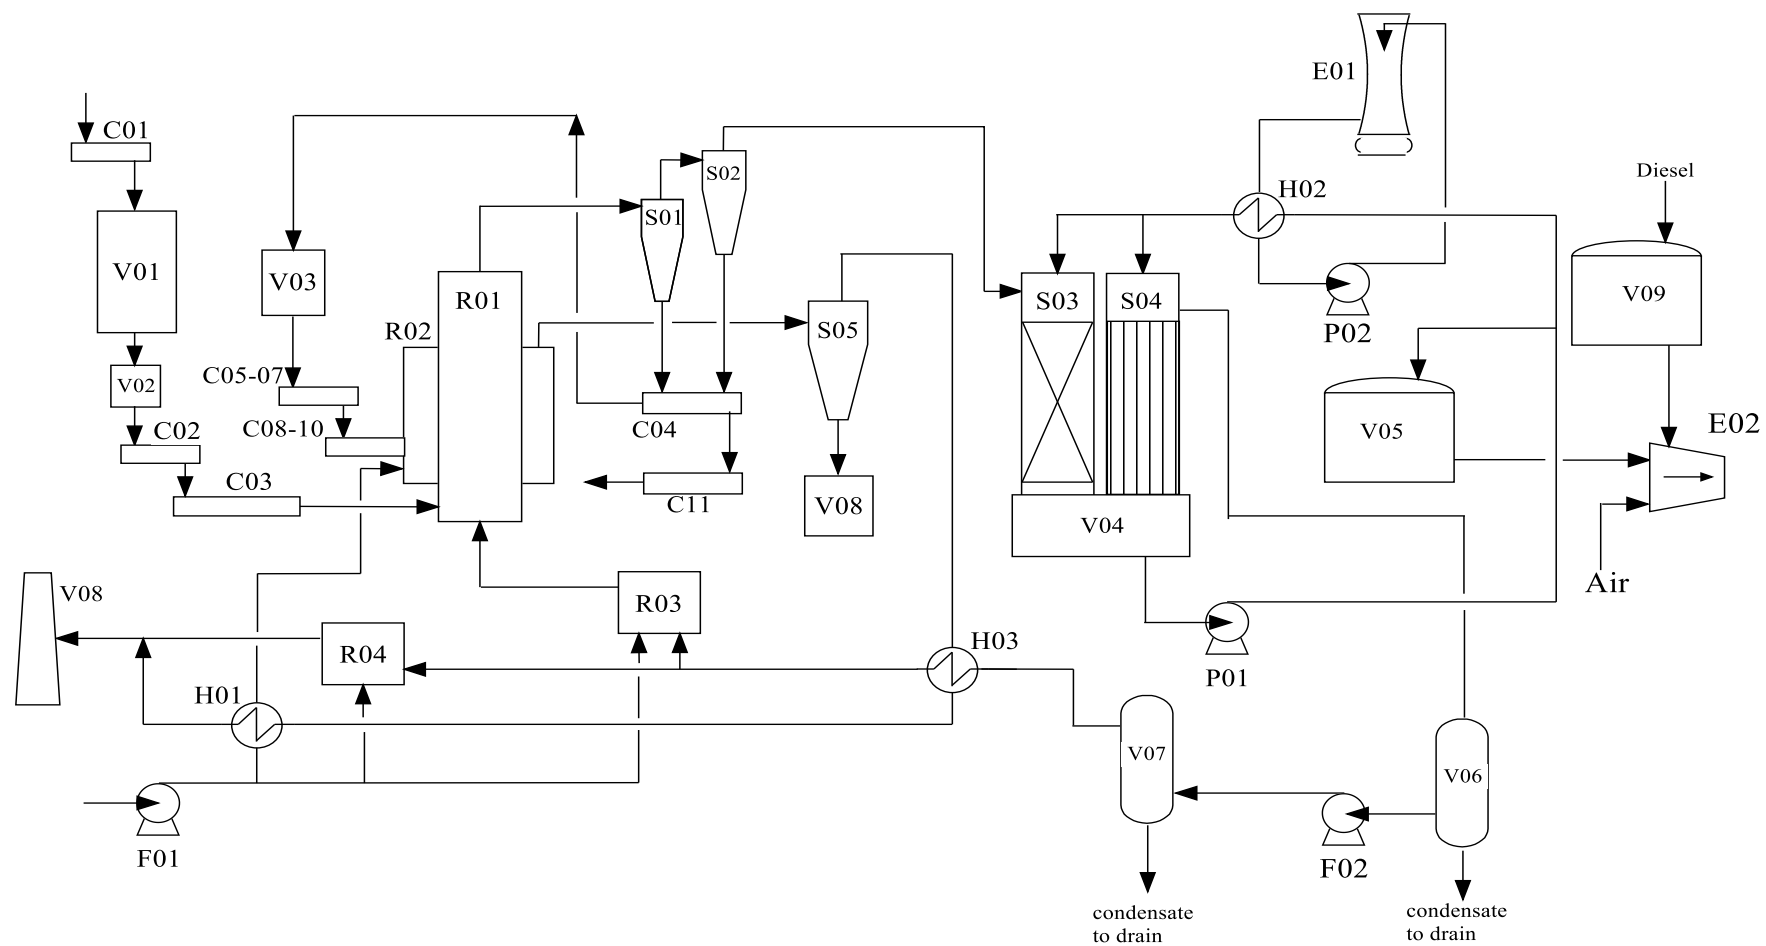 E01
C01
Diesel
S02
H02
S01
V01
V03
R01
S03
S04
V09
R02
S05
P02
C05-07
V02
E02
C08-10
C02
C04
V05
C03
C11
V08
V04
Air
V08
R03
R04
H03
P01
H01
V07
V06
F01
F02
condensate
to drain
condensate
to drain